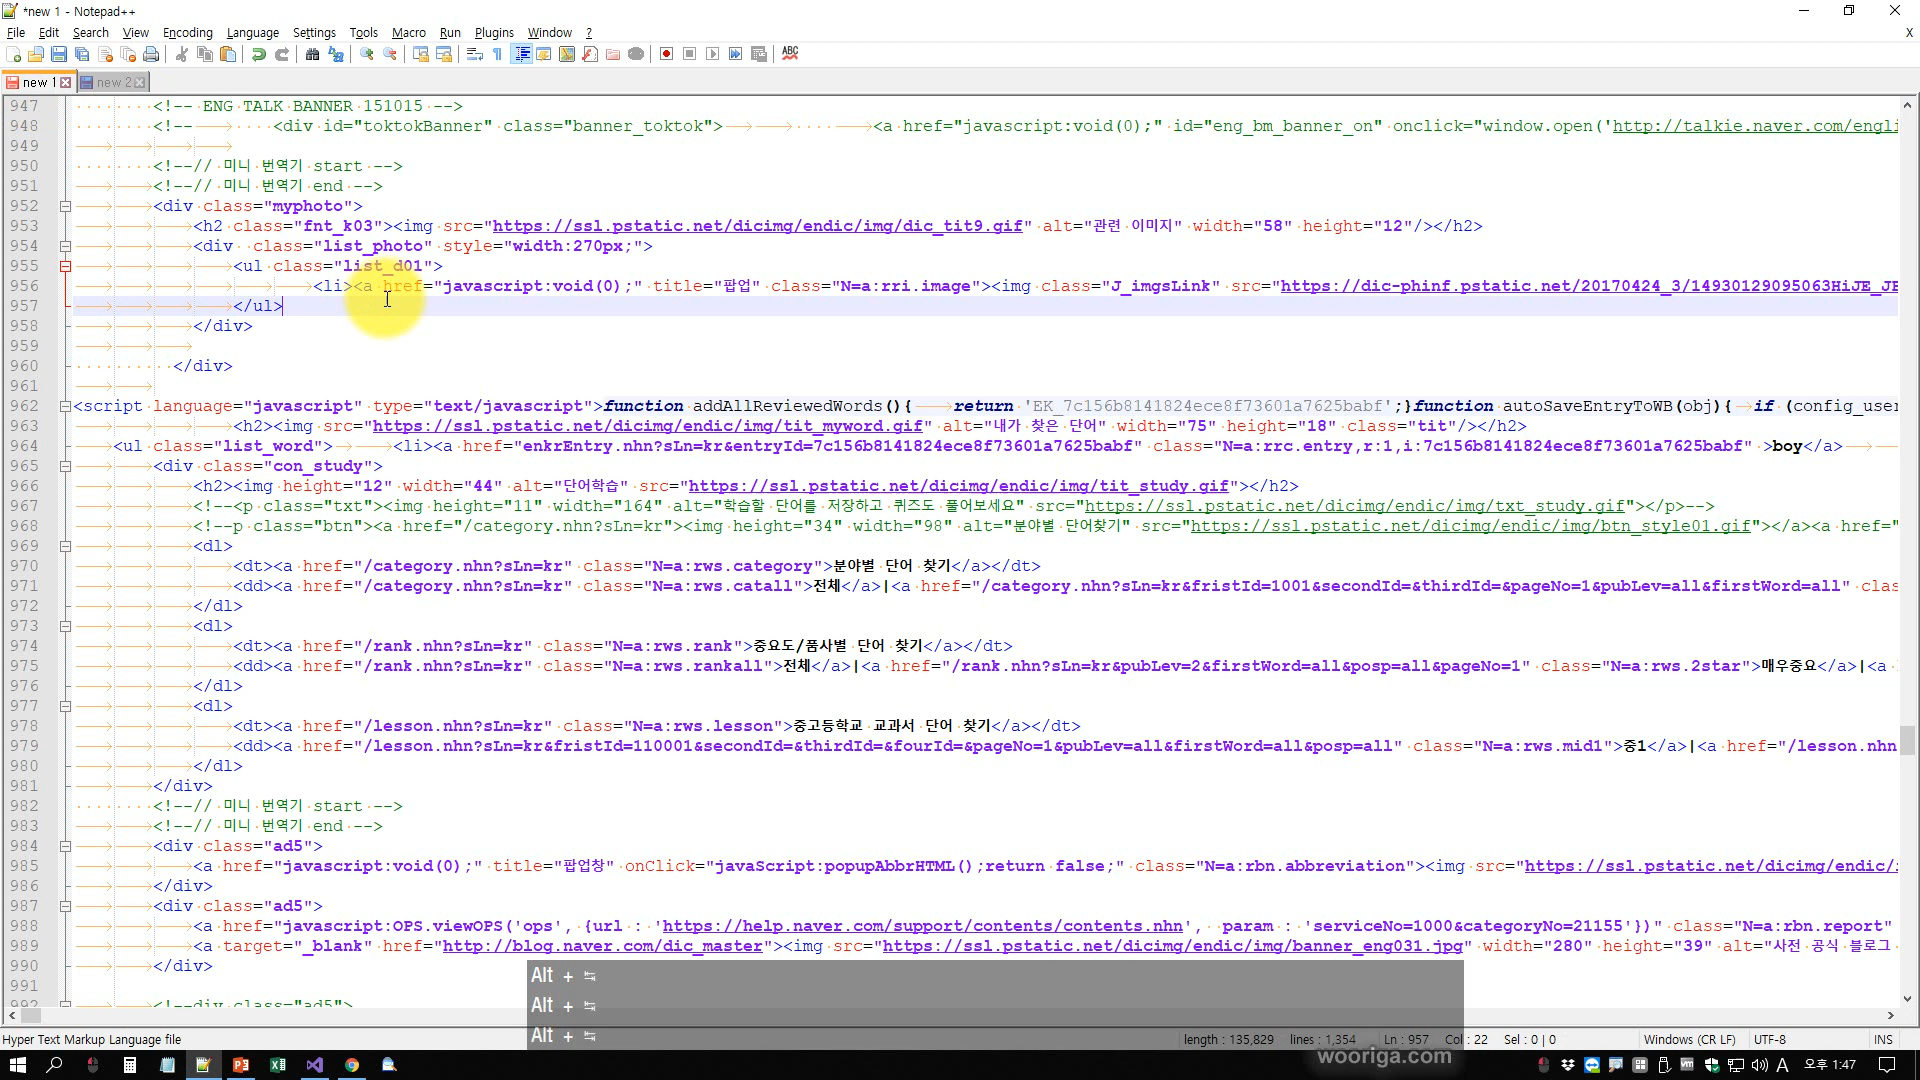 *new 1 - Notepad++
File Edit Search View Encoding Language Settings Tools Macro Run Plugins Window ? X
new 1 new 2
947 <!-- ENG TALK BANNER 151015 -->
948 <!-- <div id="toktokBanner" class="banner_toktok"> <a href="javascript:void(0);" id="eng_bm_banner_on" onclick="window.open('http://talkie.naver.com/engli
949
950 <!--// 미니 번역기 start -->
951 <!--// 미니 번역기 end -->
952 <div class="myphoto">
953 <h2 class="fnt_k03"><img src="https://ssl.pstatic.net/dicimg/endic/img/dic_tit9.gif" alt="관련 이미지" width="58" height="12"/></h2>
954 <div class="list_photo" style="width:270px;">
955 <ul class="list_d01">
956 <li><a href="javascript:void(0);" title="팝업" class="N=a:rri.image"><img class="J_imgsLink" src="https://dic-phinf.pstatic.net/20170424_3/14930129095063HiJE_JP
957 </ul>
958 </div>
959
960 </div>
961
962 <script language="javascript" type="text/javascript">function addAllReviewedWords(){ return 'EK_7c156b8141824ece8f73601a7625babf';}function autoSaveEntryToWB(obj){ if (config_user
963 <h2><img src="https://ssl.pstatic.net/dicimg/endic/img/tit_myword.gif" alt="내가 찾은 단어" width="75" height="18" class="tit"/></h2>
964 <ul class="list_word"> <li><a href="enkrEntry.nhn?sLn=kr&entryId=7c156b8141824ece8f73601a7625babf" class="N=a:rrc.entry,r:1,i:7c156b8141824ece8f73601a7625babf" >boy</a>
965 <div class="con_study">
966 <h2><img height="12" width="44" alt="단어학습" src="https://ssl.pstatic.net/dicimg/endic/img/tit_study.gif"></h2>
967 <!--<p class="txt"><img height="11" width="164" alt="학습할 단어를 저장하고 퀴즈도 풀어보세요" src="https://ssl.pstatic.net/dicimg/endic/img/txt_study.gif"></p>-->
968 <!--p class="btn"><a href="/category.nhn?sLn=kr"><img height="34" width="98" alt="분야별 단어찾기" src="https://ssl.pstatic.net/dicimg/endic/img/btn_style01.gif"></a><a href="
969 <dl>
970 <dt><a href="/category.nhn?sLn=kr" class="N=a:rws.category">분야별 단어 찾기</a></dt>
971 <dd><a href="/category.nhn?sLn=kr" class="N=a:rws.catall">전체</a>|<a href="/category.nhn?sLn=kr&fristId=1001&secondId=&thirdId=&pageNo=1&pubLev=all&firstWord=all" clas
972 </dl>
973 <dl>
974 <dt><a href="/rank.nhn?sLn=kr" class="N=a:rws.rank">중요도/품사별 단어 찾기</a></dt>
975 <dd><a href="/rank.nhn?sLn=kr" class="N=a:rws.rankall">전체</a>|<a href="/rank.nhn?sLn=kr&pubLev=2&firstWord=all&posp=all&pageNo=1" class="N=a:rws.2star">매우중요</a>|<a
976 </dl>
977 <dl>
978 <dt><a href="/lesson.nhn?sLn=kr" class="N=a:rws.lesson">중고등학교 교과서 단어 찾기</a></dt>
979 <dd><a href="/lesson.nhn?sLn=kr&fristId=110001&secondId=&thirdId=&fourId=&pageNo=1&pubLev=all&firstWord=all&posp=all" class="N=a:rws.mid1">중1</a>|<a href="/lesson.nhn
980 </dl>
981 </div>
982 <!--// 미니 번역기 start -->
983 <!--// 미니 번역기 end -->
984 <div class="ad5">
985 <a href="javascript:void(0);" title="팝업창" onClick="javaScript:popupAbbrHTML();return false;" class="N=a:rbn.abbreviation"><img src="https://ssl.pstatic.net/dicimg/endic/
986 </div>
987 <div class="ad5">
988 <a href="javascript:OPS.viewOPS('ops', {url : 'https://help.naver.com/support/contents/contents.nhn', param : 'serviceNo=1000&categoryNo=21155'})" class="N=a:rbn.report"
989 <a target="_blank" href="http://blog.naver.com/dic_master"><img src="https://ssl.pstatic.net/dicimg/endic/img/banner_eng031.jpg" width="280" height="39" alt="사전 공식 블로그
990 </div>
991
992 <!--div class="ad5">
Alt + ↹
Alt + ↹
Alt + ↹
Hyper Text Markup Language file length : 135,829 lines : 1,354 Ln : 957 Col : 22 Sel : 0 | 0 Windows (CR LF) UTF-8 INS
wooriga.com
A 오후 1:47